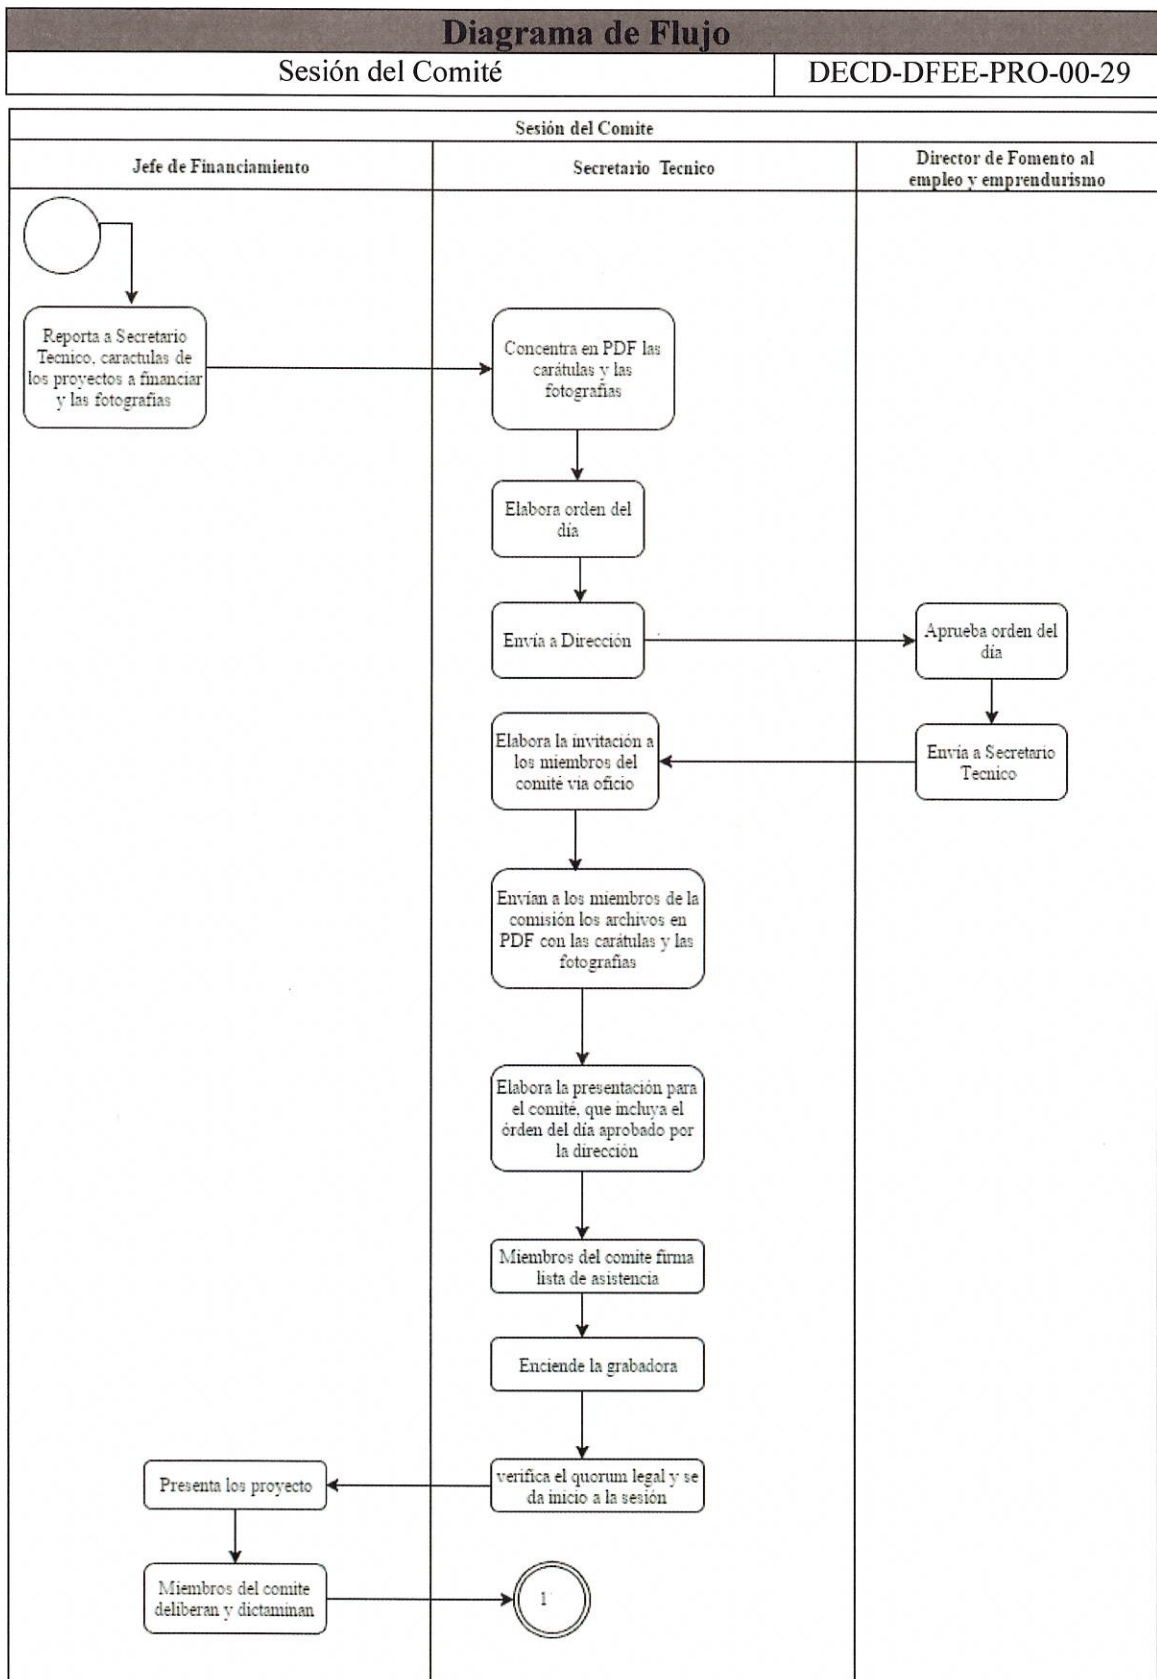 Diagrama de Flujo
Sesión del Comité
DECD-DFEE-PRO-00-29
Sesión del Comite
Jefe de Financiamiento
Secretario Tecnico
Director de Fomento al
empleo y emprendurismo
Reporta a Secretario
Tecnico, caractulas de
los proyectos a financiar
y las fotografias
Concentra en PDF las
carátulas y las
fotografias
Elabora orden del
día
Envía a Dirección
Aprueba orden del
día
Envía a Secretario
Tecnico
Elabora la invitación a
los miembros del
comité via oficio
Envían a los miembros de la
comisión los archivos en
PDF con las carátulas y las
fotografias
Elabora la presentación para
el comité, que incluya el
órden del día aprobado por
la dirección
Miembros del comite firma
lista de asistencia
Enciende la grabadora
verifica el quorum legal y se
da inicio a la sesión
Presenta los proyecto
Miembros del comite
deliberan y dictaminan
1